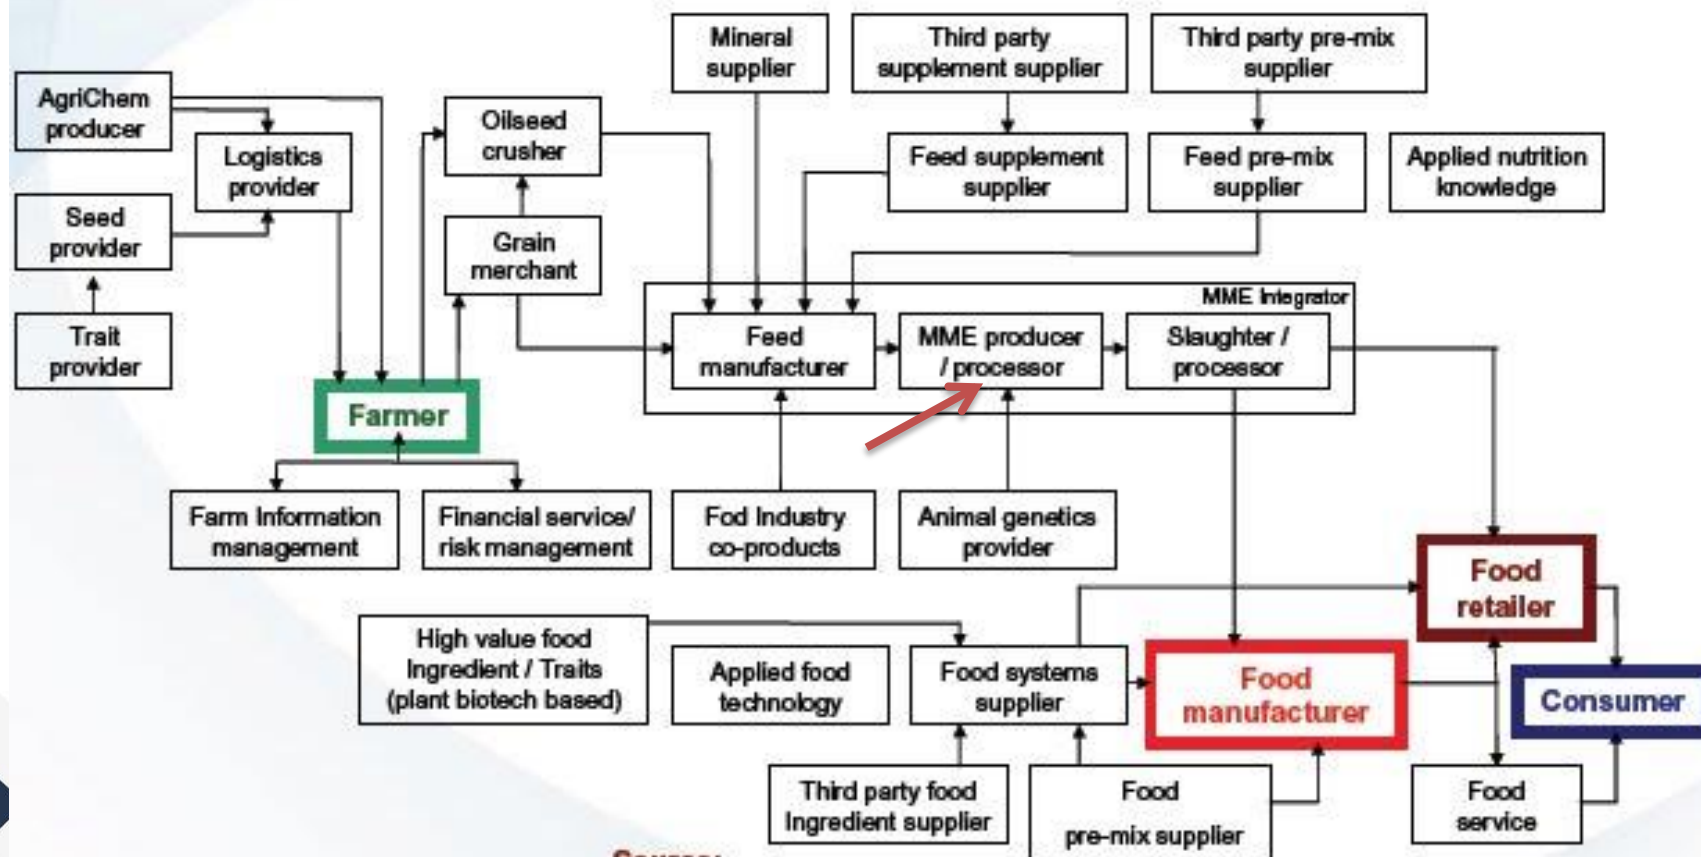 Mineral
supplier
Third party
supplement supplier
Third party pre-mix
supplier
AgriChem
producer
Oilseed
crusher
Logistics
provider
Feed supplement
supplier
Feed pre-mix
supplier
Applied nutrition
knowledge
Seed
provider
Grain
merchant
MME Integrator
Trait
provider
Feed
manufacturer
MME producer
/ processor
Slaughter /
processor
Farmer
Farm Information
management
Financial service/
risk management
Fod Industry
co-products
Animal genetics
provider
Food
retailer
High value food
Ingredient / Traits
(plant biotech based)
Applied food
technology
Food systems
supplier
Food
manufacturer
Consumer
Third party food
Ingredient supplier
Food
pre-mix supplier
Food
service